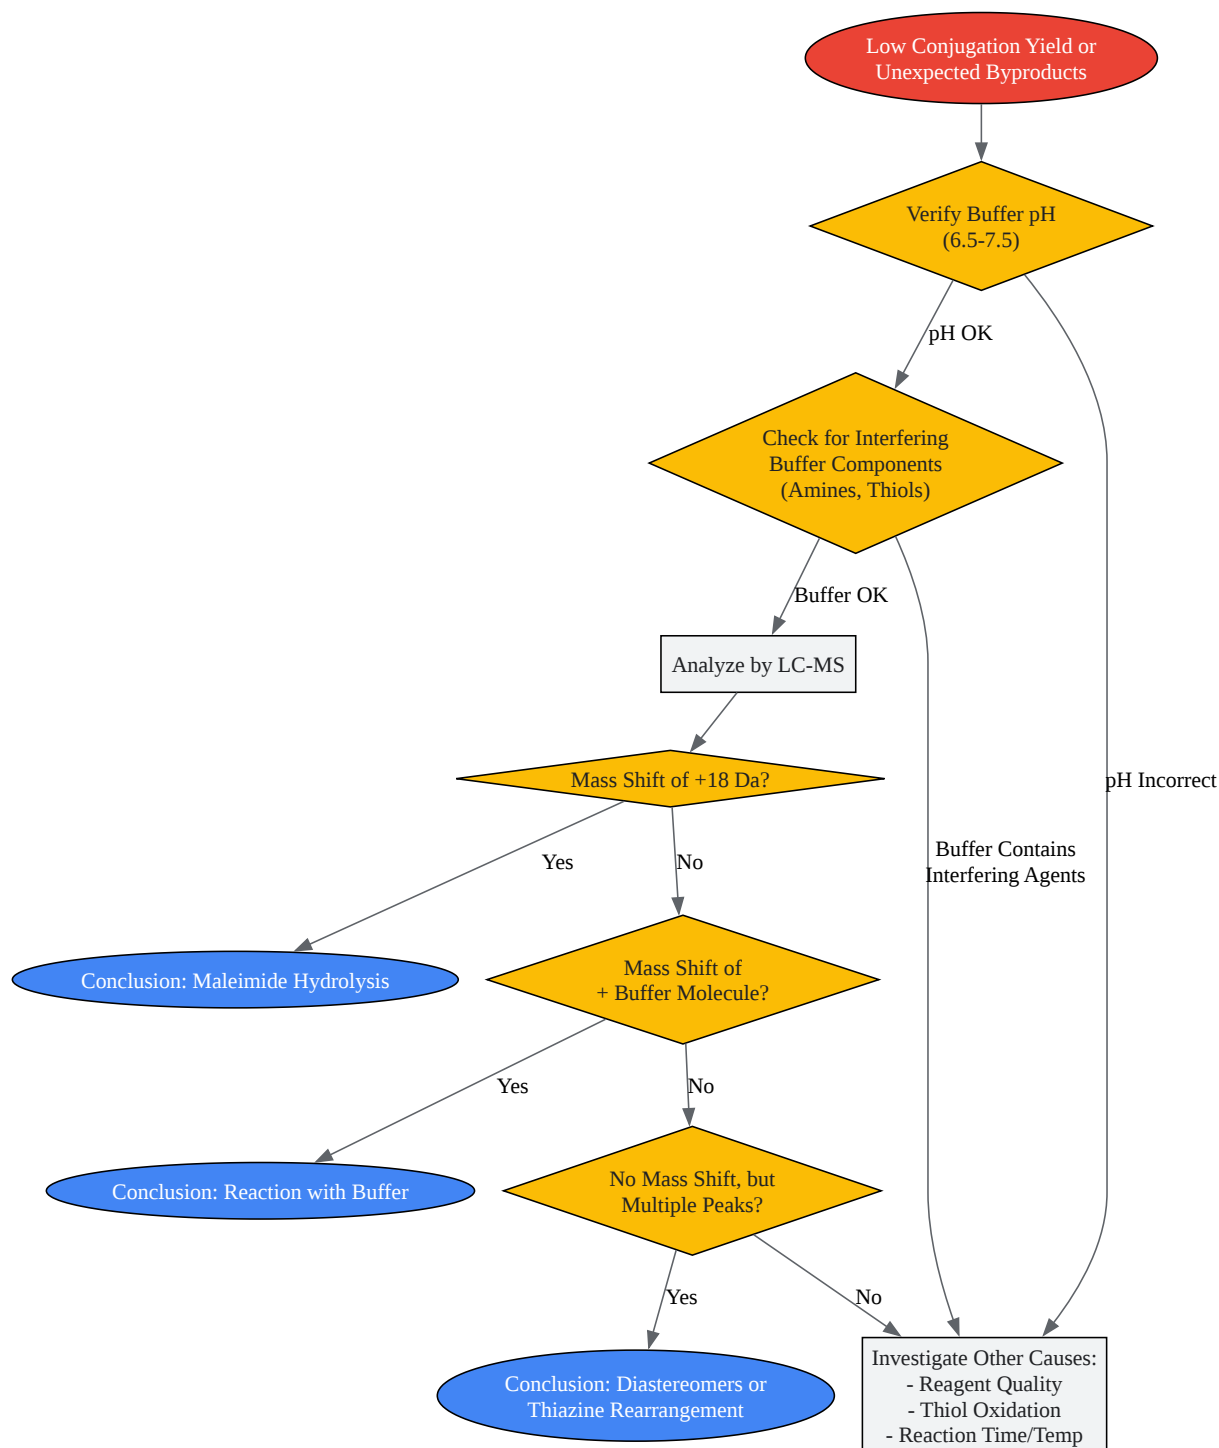 Low Conjugation Yield or
Unexpected Byproducts
Verify Buffer pH
(6.5-7.5)
pH OK
Check for Interfering
Buffer Components
(Amines, Thiols)
Buffer OK
Analyze by LC-MS
Mass Shift of +18 Da?
pH Incorrect
Buffer Contains
Interfering Agents
Yes
No
Conclusion: Maleimide Hydrolysis
Mass Shift of
+ Buffer Molecule?
Yes
No
Conclusion: Reaction with Buffer
No Mass Shift, but
Multiple Peaks?
Yes
No
Conclusion: Diastereomers or
Thiazine Rearrangement
Investigate Other Causes:
- Reagent Quality
- Thiol Oxidation
- Reaction Time/Temp